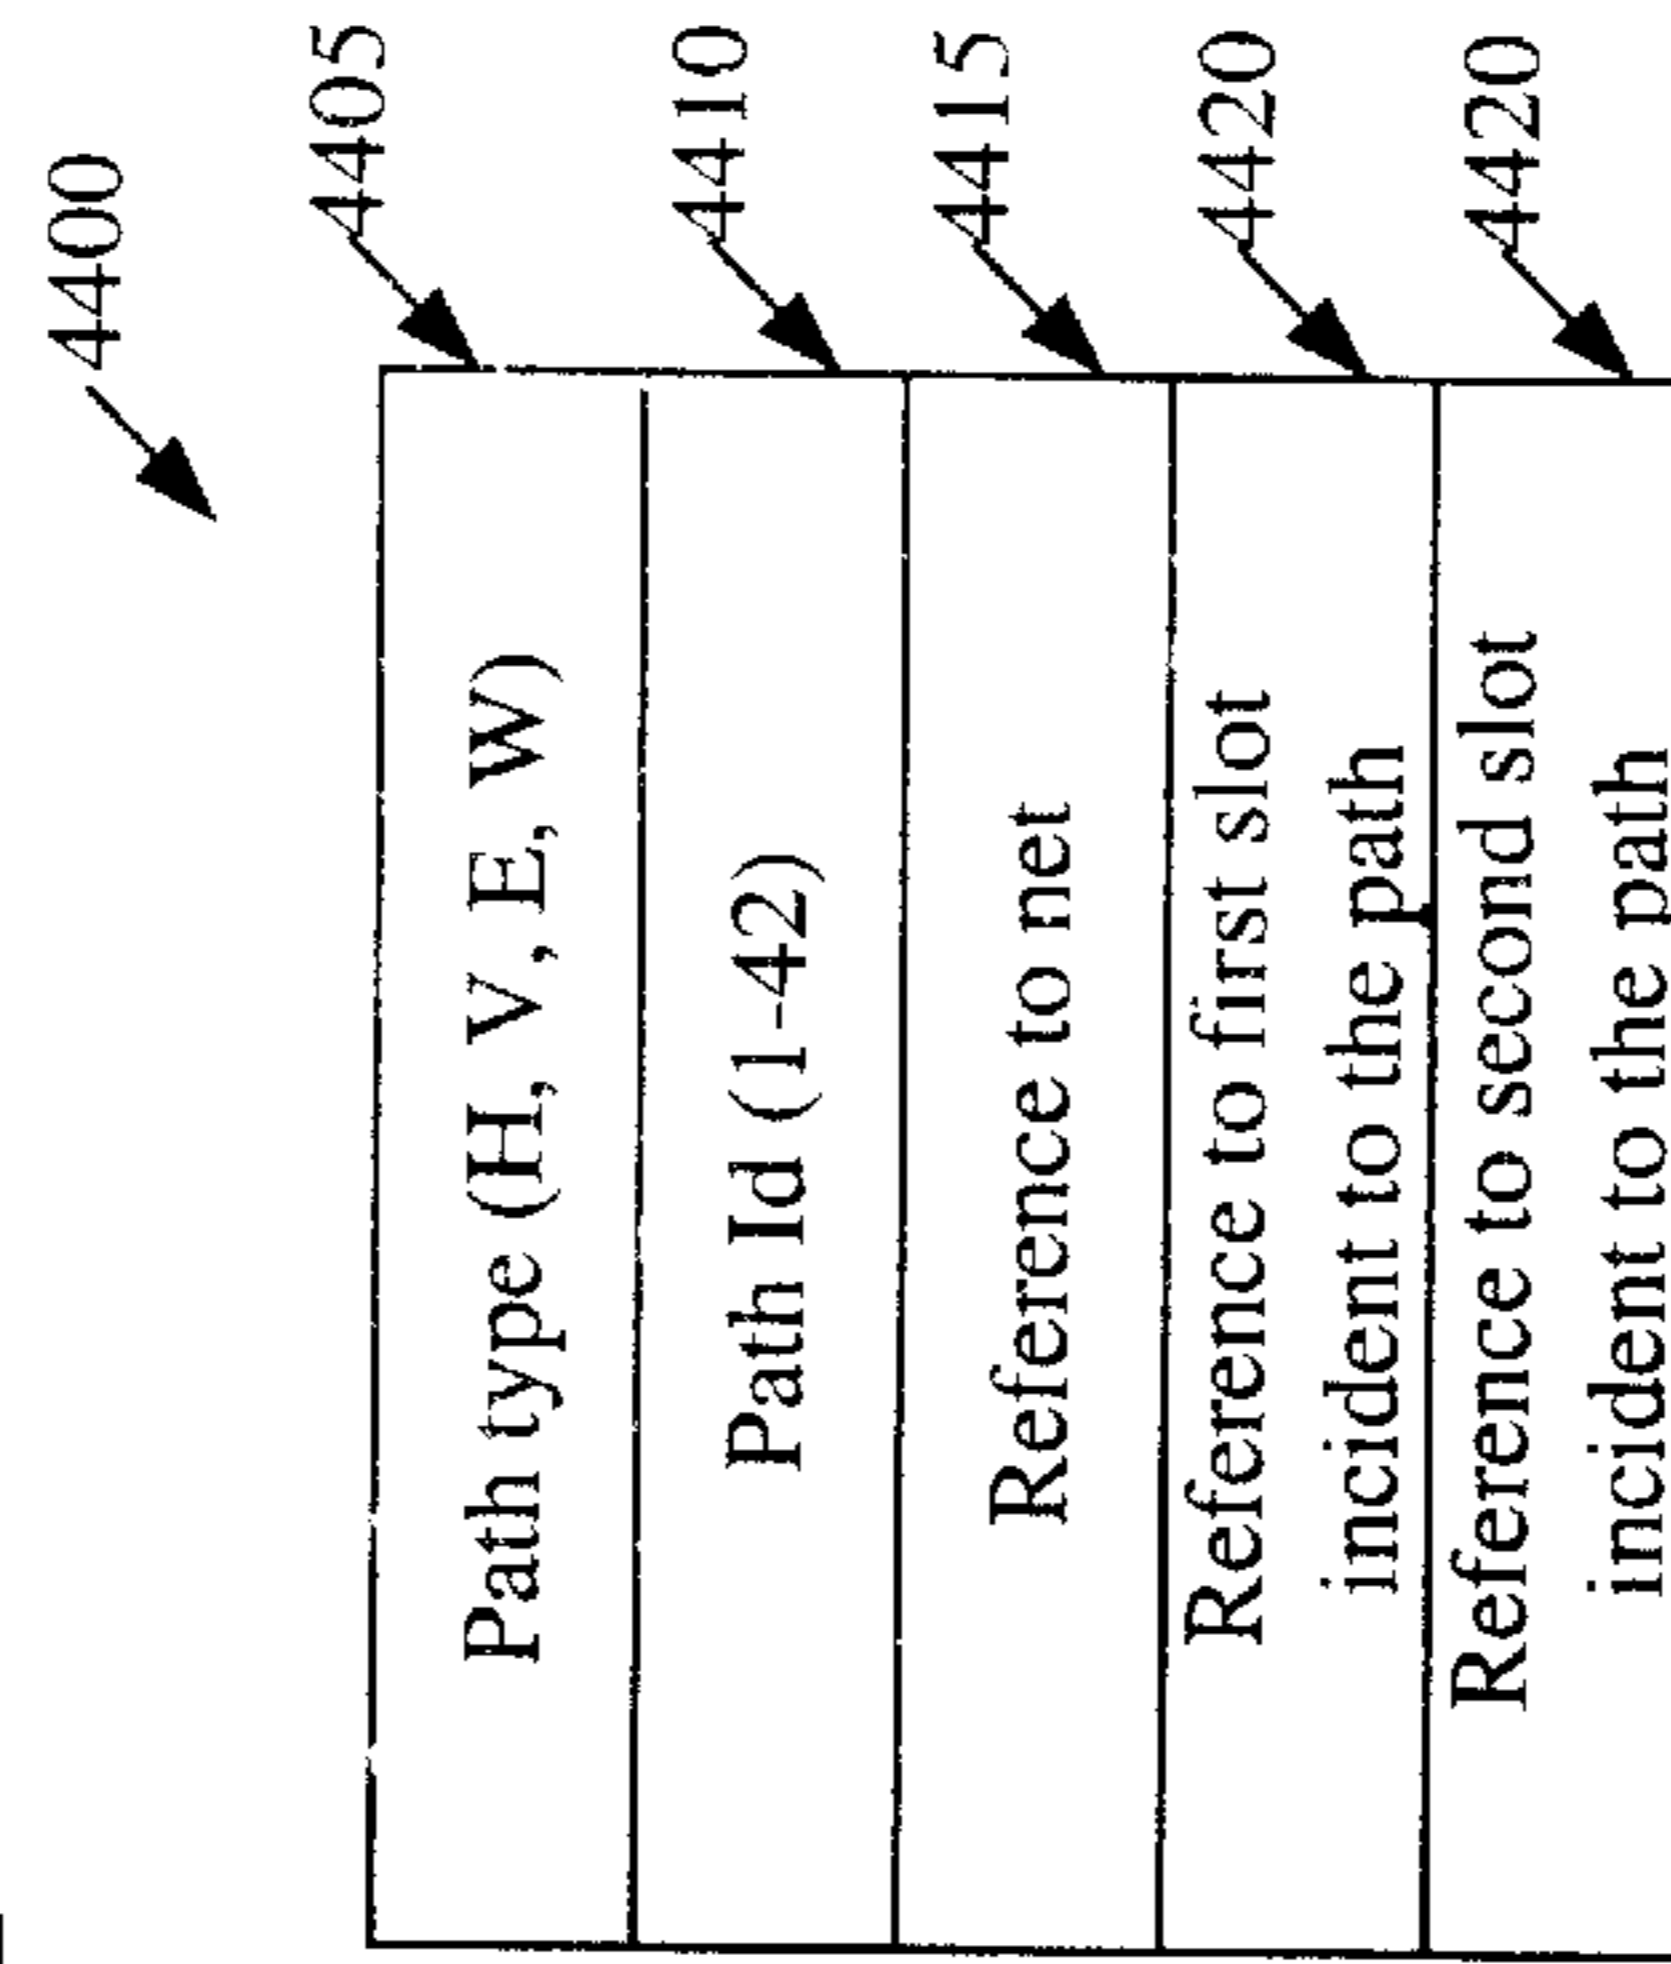 4400
Path type (H, V, E, W)
4405
Path Id (1-42)
4410
Reference to net
4415
Reference to first slot
incident to the path
4420
Reference to second slot
incident to the path
4420